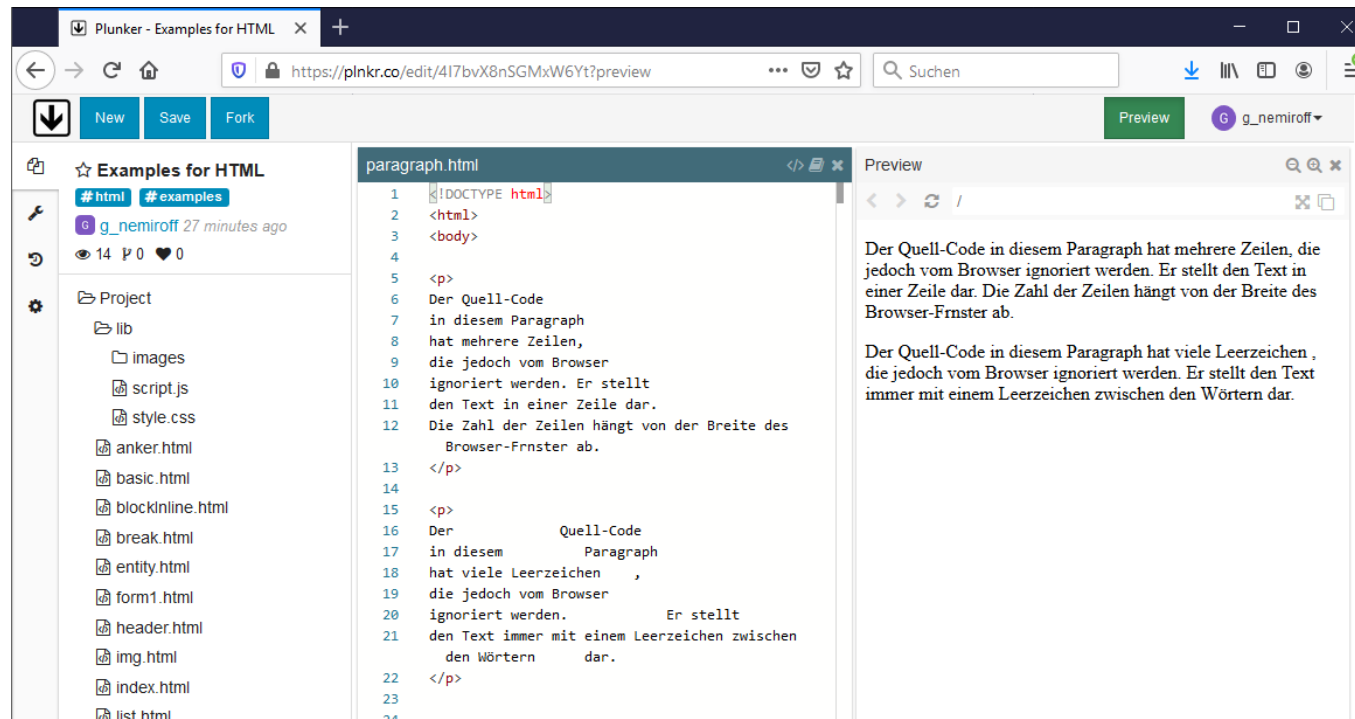 Plunker - Examples for HTML
https://plnkr.co/edit/4I7bvX8nSGMxW6Yt?preview
Suchen
New Save Fork
Preview
G g_nemiroff
Examples for HTML
#html #examples
G g_nemiroff 27 minutes ago
14 0 0
Project
lib
images
script.js
style.css
anker.html
basic.html
blockInline.html
break.html
entity.html
form1.html
header.html
img.html
index.html
list.html
paragraph.html
1 <!DOCTYPE html>
2 <html>
3 <body>
4
5 <p>
6 Der Quell-Code
7 in diesem Paragraph
8 hat mehrere Zeilen,
9 die jedoch vom Browser
10 ignoriert werden. Er stellt
11 den Text in einer Zeile dar.
12 Die Zahl der Zeilen hängt von der Breite des
Browser-Frnster ab.
13 </p>
14
15 <p>
16 Der Quell-Code
17 in diesem Paragraph
18 hat viele Leerzeichen ,
19 die jedoch vom Browser
20 ignoriert werden. Er stellt
21 den Text immer mit einem Leerzeichen zwischen
den Wörtern dar.
22 </p>
23
24
Preview
/
Der Quell-Code in diesem Paragraph hat mehrere Zeilen, die
jedoch vom Browser ignoriert werden. Er stellt den Text in
einer Zeile dar. Die Zahl der Zeilen hängt von der Breite des
Browser-Frnster ab.
Der Quell-Code in diesem Paragraph hat viele Leerzeichen ,
die jedoch vom Browser ignoriert werden. Er stellt den Text
immer mit einem Leerzeichen zwischen den Wörtern dar.